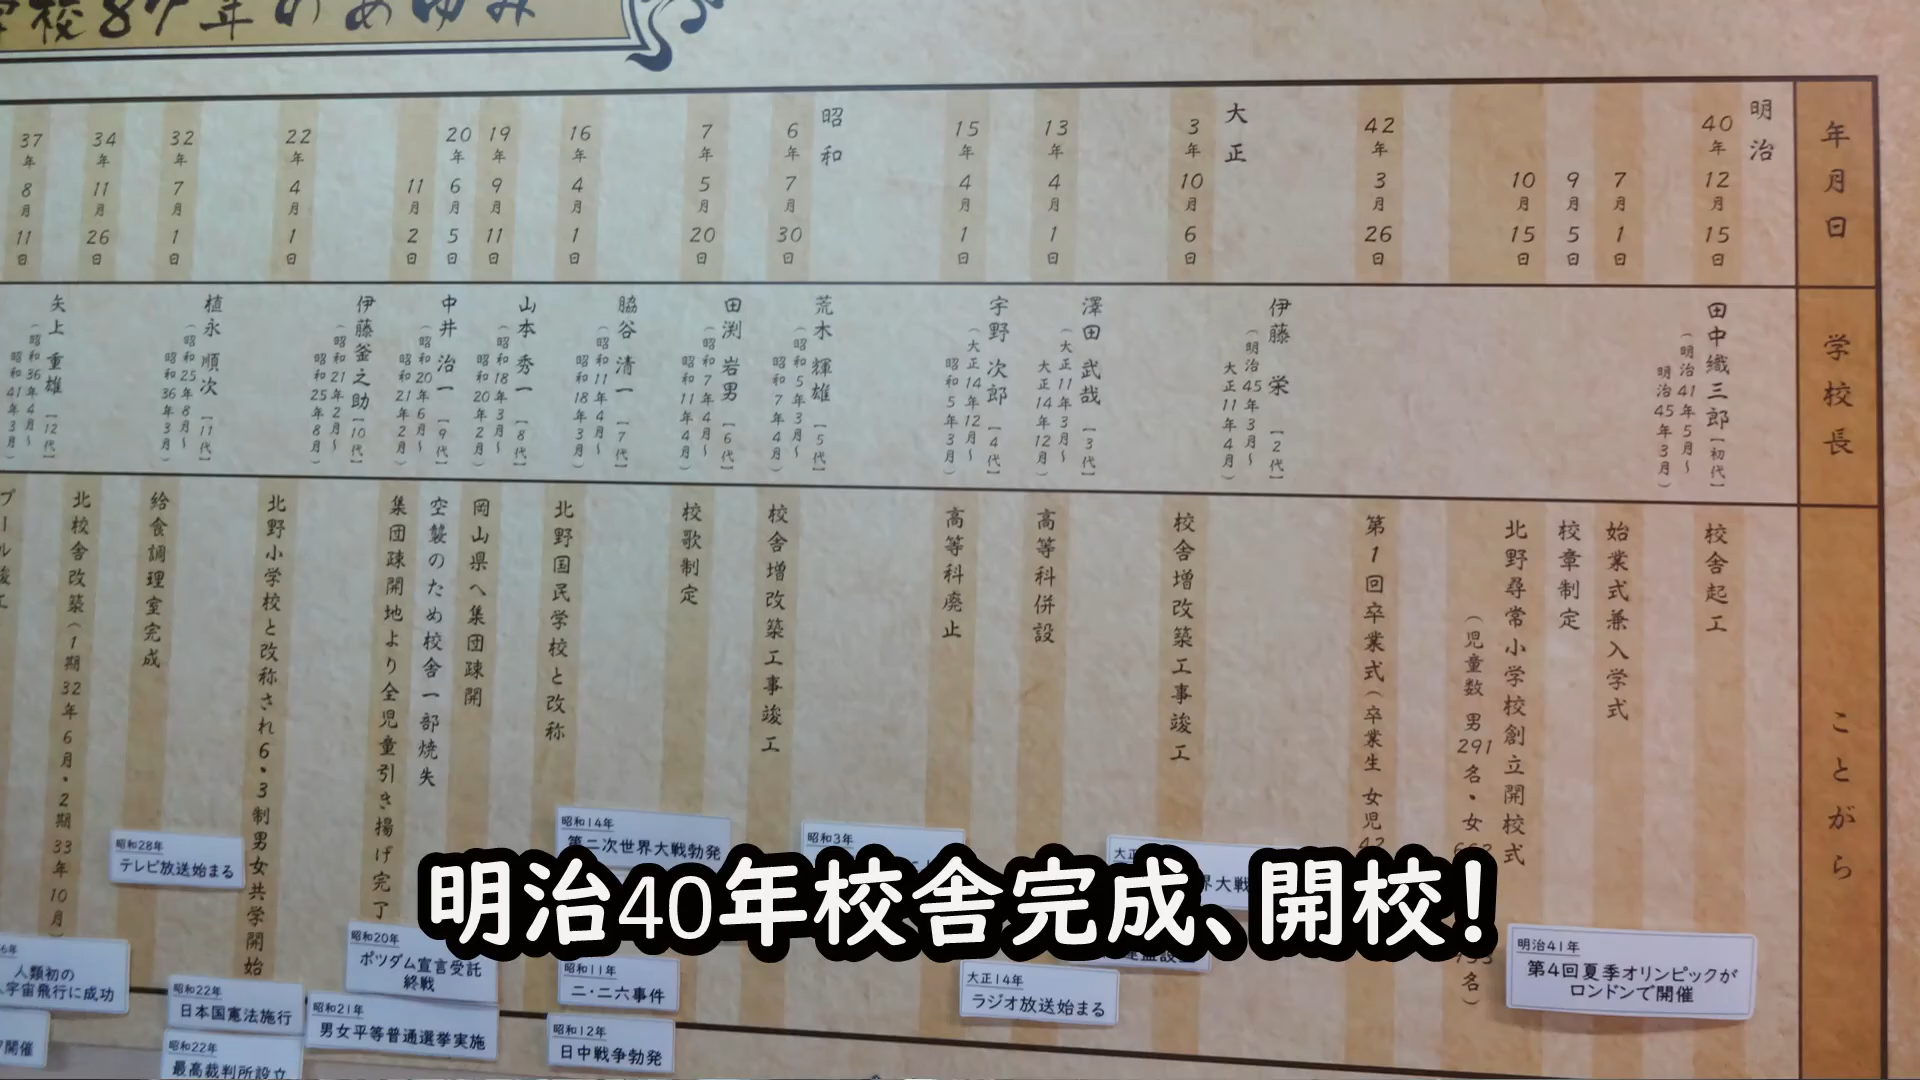 校87年のあゆみ
年月日
明治
40年12月15日
7月1日
9月5日
10月15日
42年3月26日
大正
3年10月6日
13年4月1日
15年4月1日
昭和
6年7月30日
7年5月20日
16年4月1日
19年9月11日
20年6月5日
11月2日
22年4月1日
32年7月1日
34年11月26日
37年8月11日
学校長
田中織三郎［初代］
（明治41年5月～
明治45年3月）
伊藤 栄［2代］
（明治45年3月～
大正11年4月）
澤田 武哉［3代］
（大正11年3月～
大正14年12月）
宇野 次郎［4代］
（大正14年12月～
昭和5年3月）
荒木 輝雄［5代］
（昭和5年3月～
昭和7年4月）
田渕 岩男［6代］
（昭和7年4月～
昭和11年4月）
脇谷 清一［7代］
（昭和11年4月～
昭和18年3月）
山本 秀一［8代］
（昭和18年3月～
昭和20年2月）
中井 治一［9代］
（昭和20年6月～
昭和21年2月）
伊藤釜之助［10代］
（昭和21年2月～
昭和25年8月）
植永 順次［11代］
（昭和25年8月～
昭和36年3月）
矢上 重雄［12代］
（昭和36年4月～
昭和41年3月）
ことがら
校舎起工
始業式兼入学式
校章制定
北野尋常小学校創立開校式
（児童数 男291名・女
名）
第1回卒業式（卒業生 女児42
校舎増改築工事竣工
高等科併設
高等科廃止
校舎増改築工事竣工
校歌制定
北野国民学校と改称
岡山県へ集団疎開
空襲のため校舎一部焼失
集団疎開地より全児童引き揚げ完了
北野小学校と改称され6・3制男女共学開始
給食調理室完成
北校舎改築（1期32年6月・2期33年10月）
プール竣工
明治41年
第4回夏季オリンピックが
ロンドンで開催
大正
界大戦
大正14年
ラジオ放送始まる
昭和3年
昭和14年
第二次世界大戦勃発
昭和11年
二・二六事件
昭和12年
日中戦争勃発
昭和20年
ポツダム宣言受託
終戦
昭和21年
男女平等普通選挙実施
昭和28年
テレビ放送始まる
昭和22年
日本国憲法施行
昭和22年
最高裁判所設立
6年
人類初の
宇宙飛行に成功
開催
明治40年校舎完成、開校！